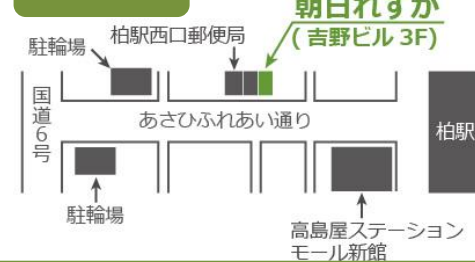 朝日れすか
(吉野ビル 3F)
柏駅西口郵便局
駐輪場
国道6号
あさひふれあい通り
柏駅
駐輪場
高島屋ステーション
モール新館